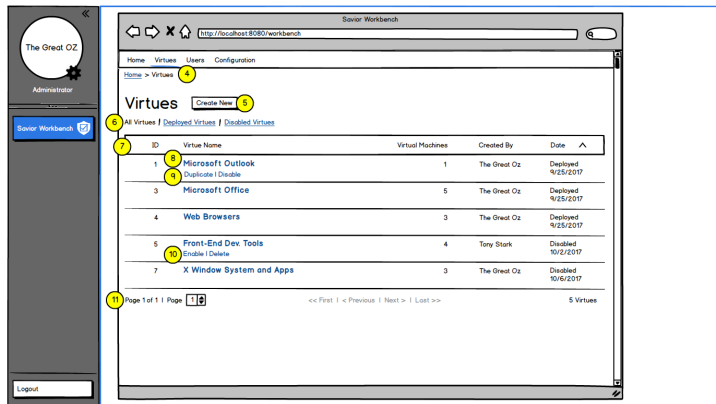 The Great OZ
Administrator
Savior Workbench
Logout
Savior Workbench
http://localhost:8080/workbench
Home Virtues Users Configuration
Home > Virtues 4
Virtues Create New 5
6 All Virtues | Deployed Virtues | Disabled Virtues
7 ID Virtue Name Virtual Machines Created By Date
8
1 Microsoft Outlook 1 The Great Oz Deployed
9 Duplicate | Disable 9/25/2017
3 Microsoft Office 5 The Great Oz Deployed
9/25/2017
4 Web Browsers 3 The Great Oz Deployed
9/25/2017
5 Front-End Dev. Tools 4 Tony Stark Disabled
10 Enable | Delete 10/2/2017
7 X Window System and Apps 3 The Great Oz Disabled
10/6/2017
11 Page 1 of 1 | Page 1 << First | < Previous | Next > | Last >> 5 Virtues